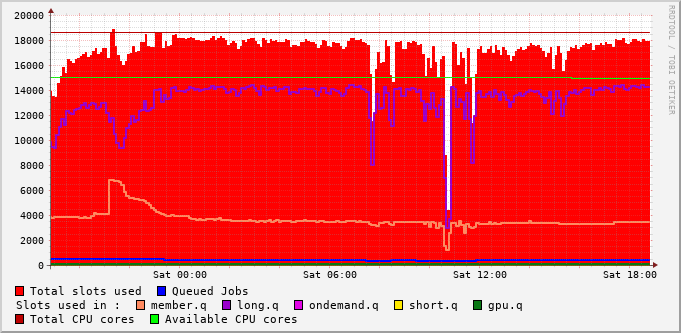 20000
18000
16000
14000
12000
10000
8000
6000
4000
2000
0
Sat 00:00 Sat 06:00 Sat 12:00 Sat 18:00
Total slots used Queued Jobs
Slots used in : member.q long.q ondemand.q short.q gpu.q
Total CPU cores Available CPU cores
RRDTOOL / TOBI OETIKER